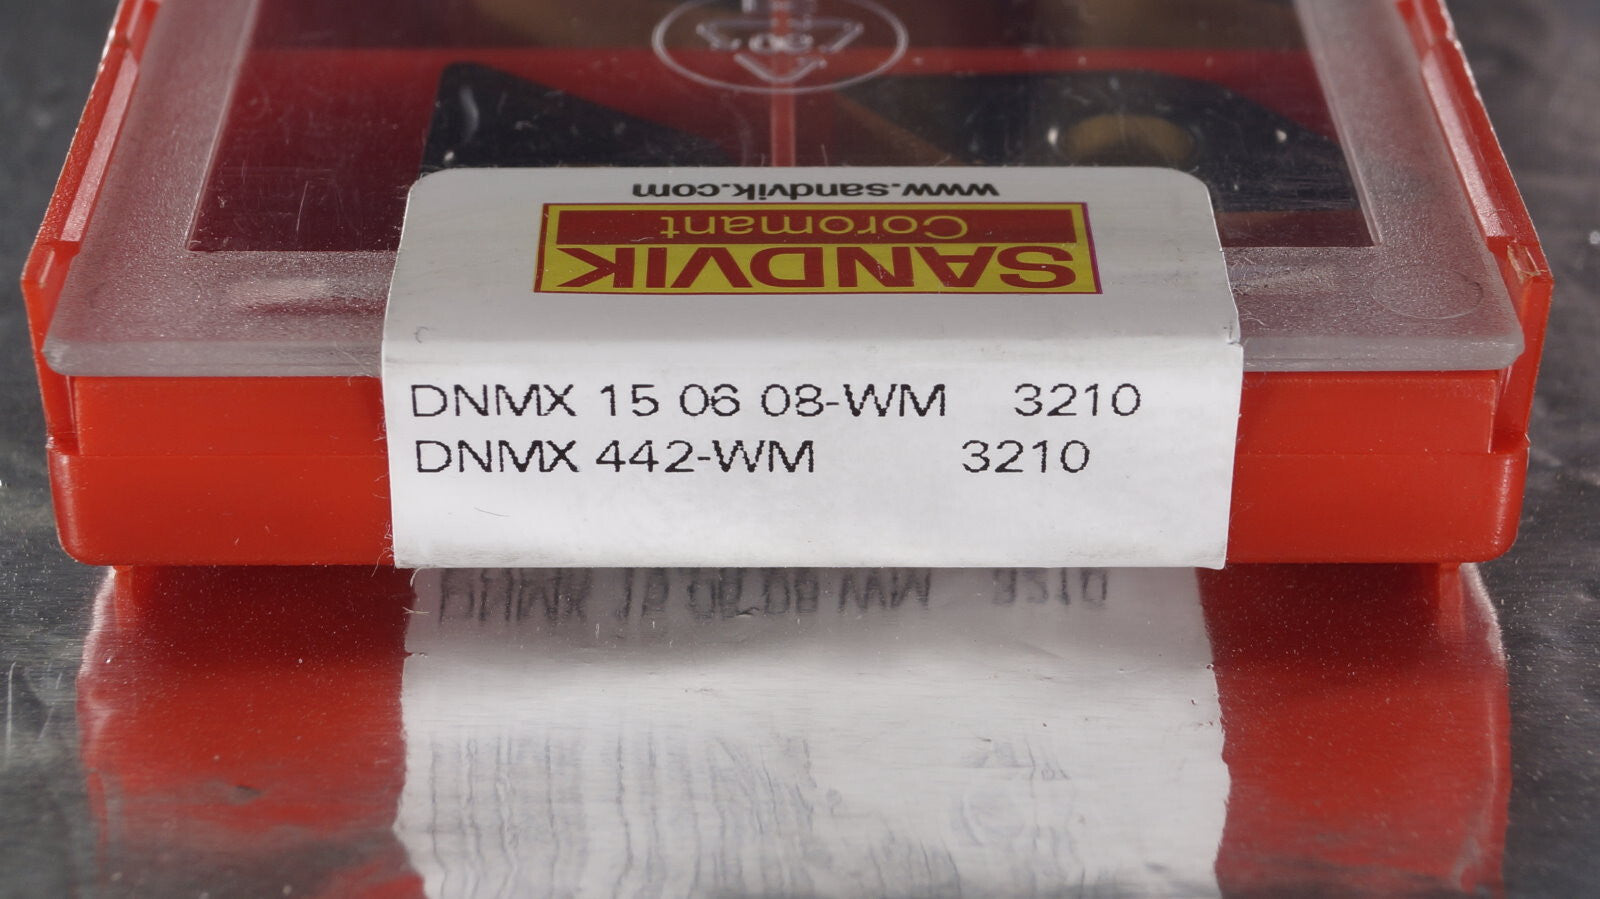 www.sandvik.com
Coromant
SANDVIK
DNMX 15 06 08-WM 3210
DNMX 442-WM 3210